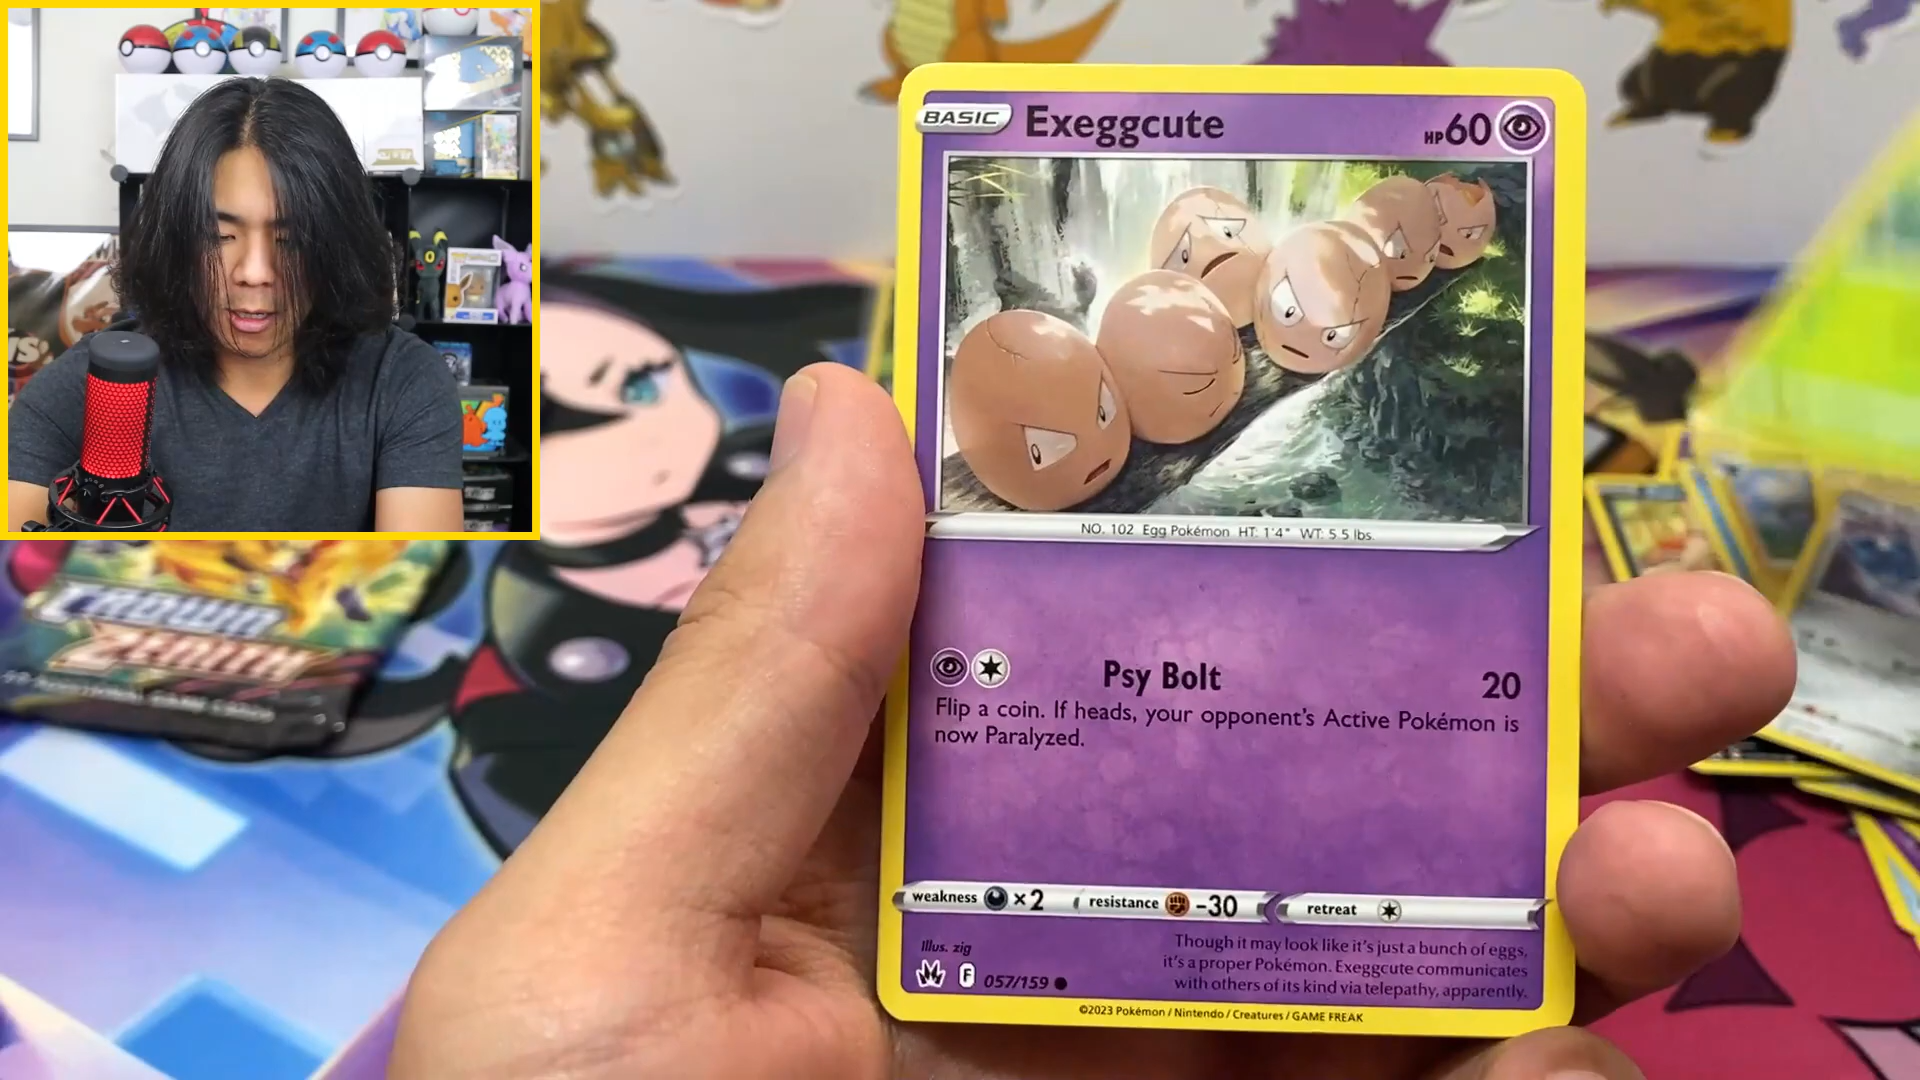 BASIC Exeggcute HP60
NO. 102 Egg Pokémon HT: 1'4" WT: 5.5 lbs.
Psy Bolt 20
Flip a coin. If heads, your opponent's Active Pokémon is
now Paralyzed.
weakness ×2 resistance -30 retreat
Illus. zig
Though it may look like it's just a bunch of eggs,
it's a proper Pokémon. Exeggcute communicates
with others of its kind via telepathy, apparently.
F 057/159
©2023 Pokémon / Nintendo / Creatures / GAME FREAK
CROWN
ZENITH